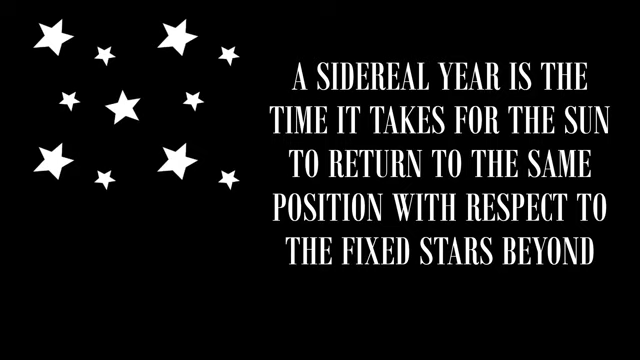 A SIDEREAL YEAR IS THE
TIME IT TAKES FOR THE SUN
TO RETURN TO THE SAME
POSITION WITH RESPECT TO
THE FIXED STARS BEYOND